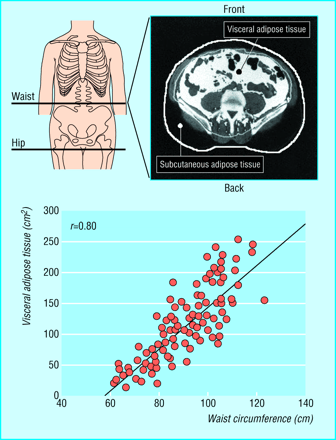 Front
Visceral adipose tissue
Waist
Hip
Subcutaneous adipose tissue
Back
Visceral adipose tissue (cm2)
300
r=0.80
250
200
150
100
50
0
40
60
80
100
120
140
Waist circumference (cm)